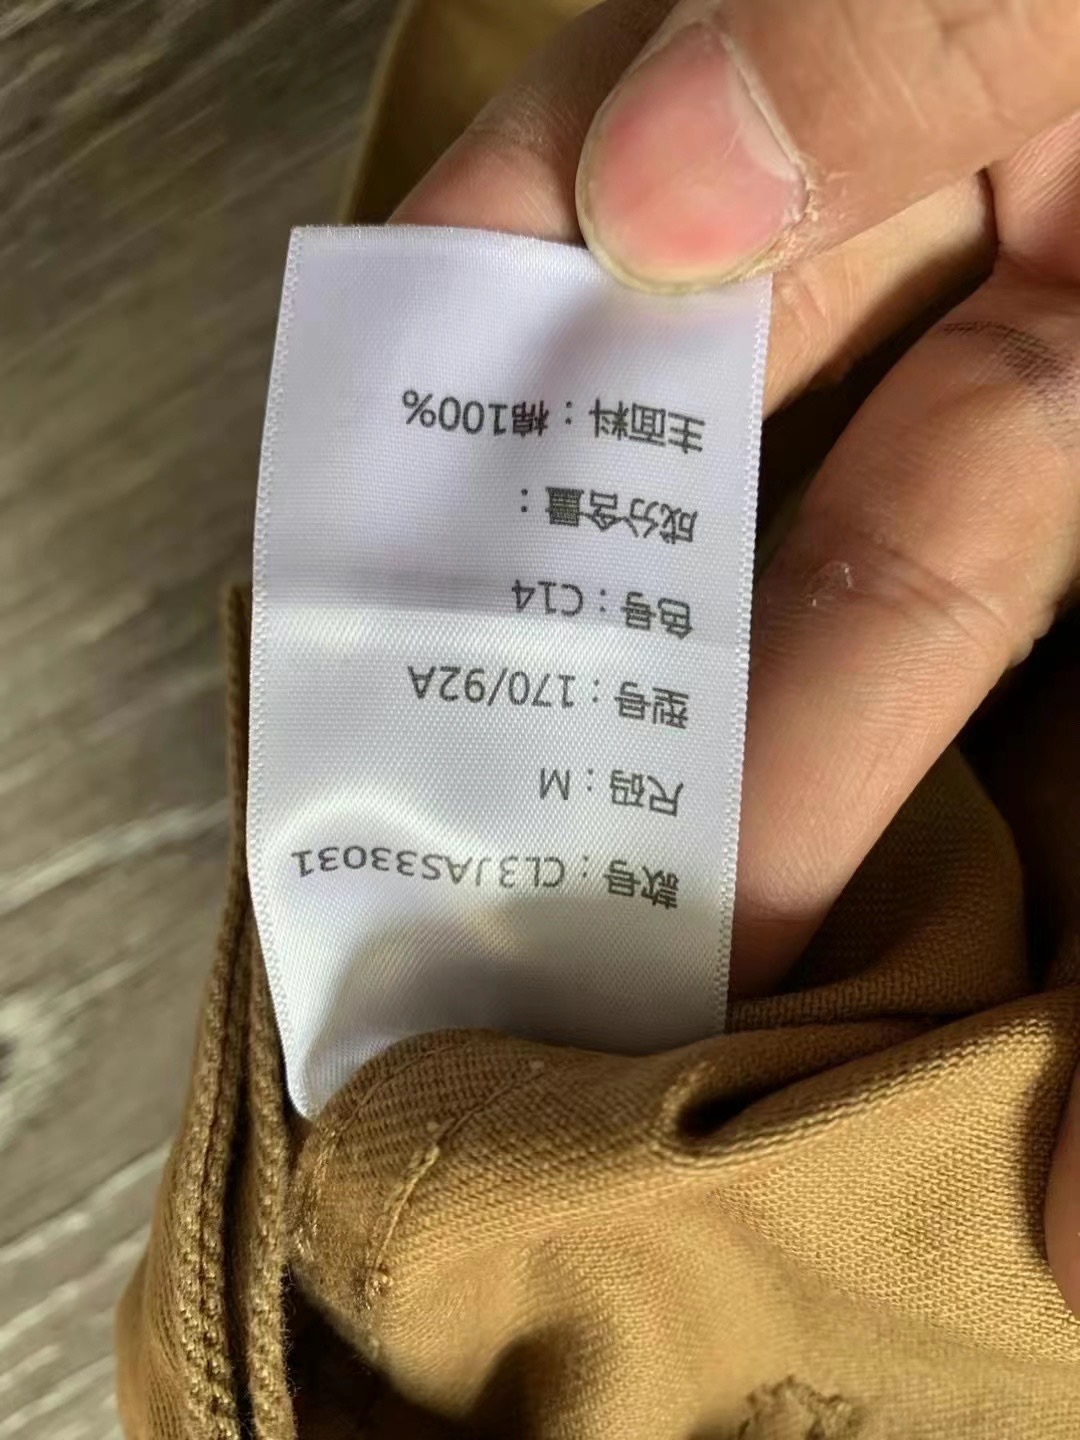 款号：CL3JAS33031
尺码：M
型号：170/92A
色号：C14
成分含量：
主面料：棉100%